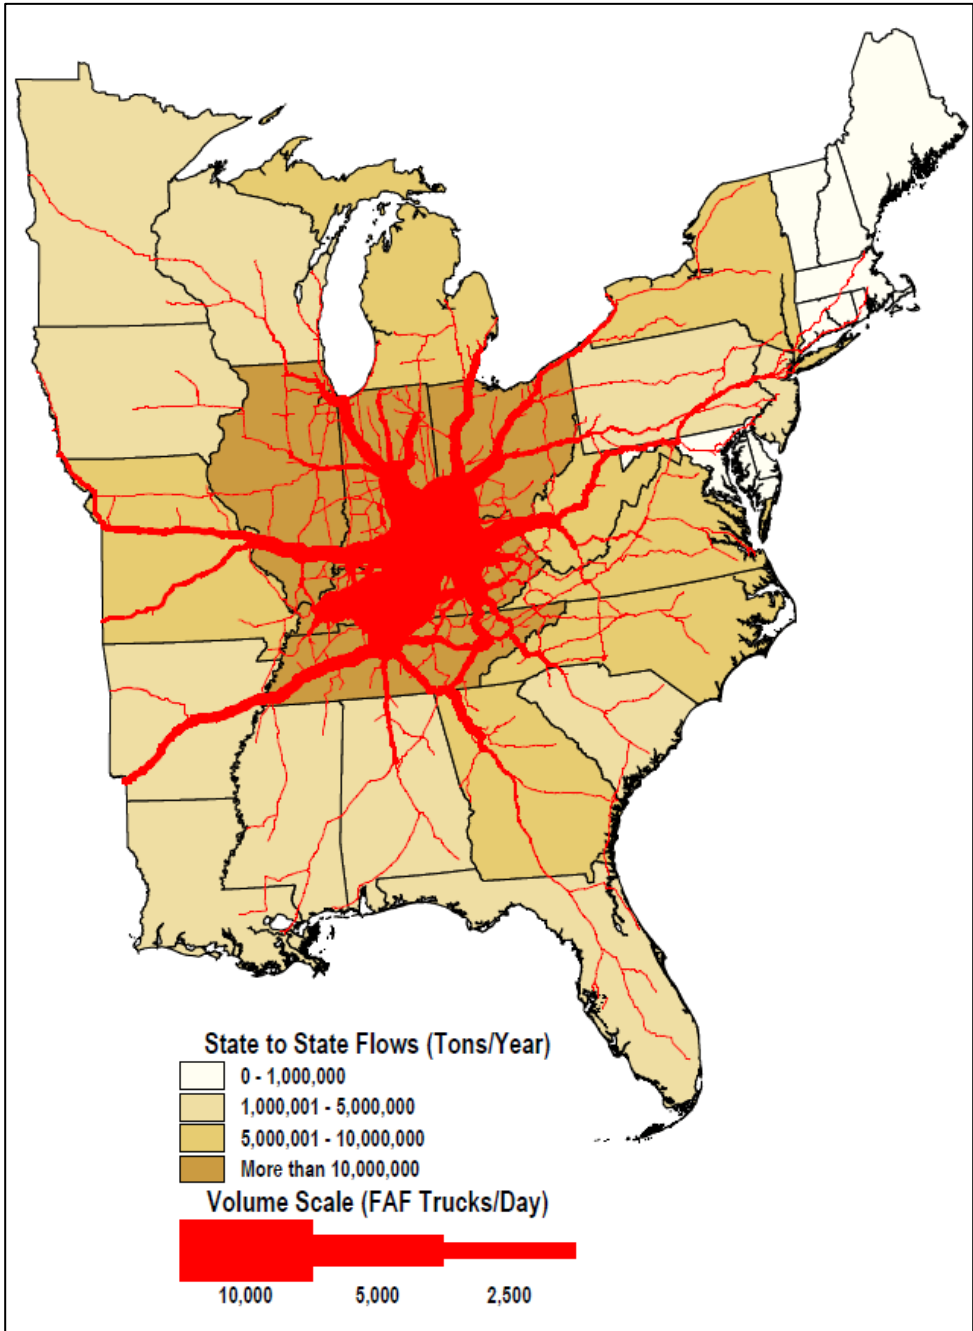 State to State Flows (Tons/Year)
0 - 1,000,000
1,000,001 - 5,000,000
5,000,001 - 10,000,000
More than 10,000,000
Volume Scale (FAF Trucks/Day)
10,000 5,000 2,500